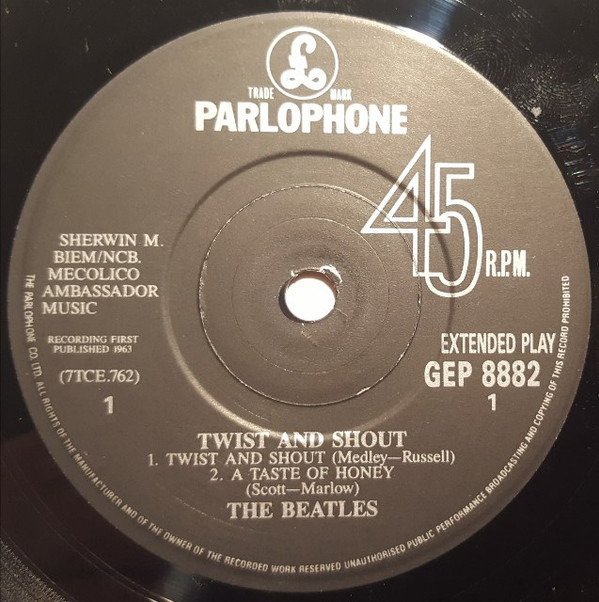 £
TRADE MARK
PARLOPHONE
45
R.P.M.
SHERWIN M.
BIEM/NCB.
MECOLICO
AMBASSADOR
MUSIC
RECORDING FIRST
PUBLISHED 1963
(7TCE.762)
1
EXTENDED PLAY
GEP 8882
1
TWIST AND SHOUT
1. TWIST AND SHOUT (Medley—Russell)
2. A TASTE OF HONEY
(Scott—Marlow)
THE BEATLES
THE PARLOPHONE CO. LTD. ALL RIGHTS OF THE MANUFACTURER AND OF THE OWNER OF THE RECORDED WORK RESERVED UNAUTHORISED PUBLIC PERFORMANCE BROADCASTING AND COPYING OF THIS RECORD PROHIBITED